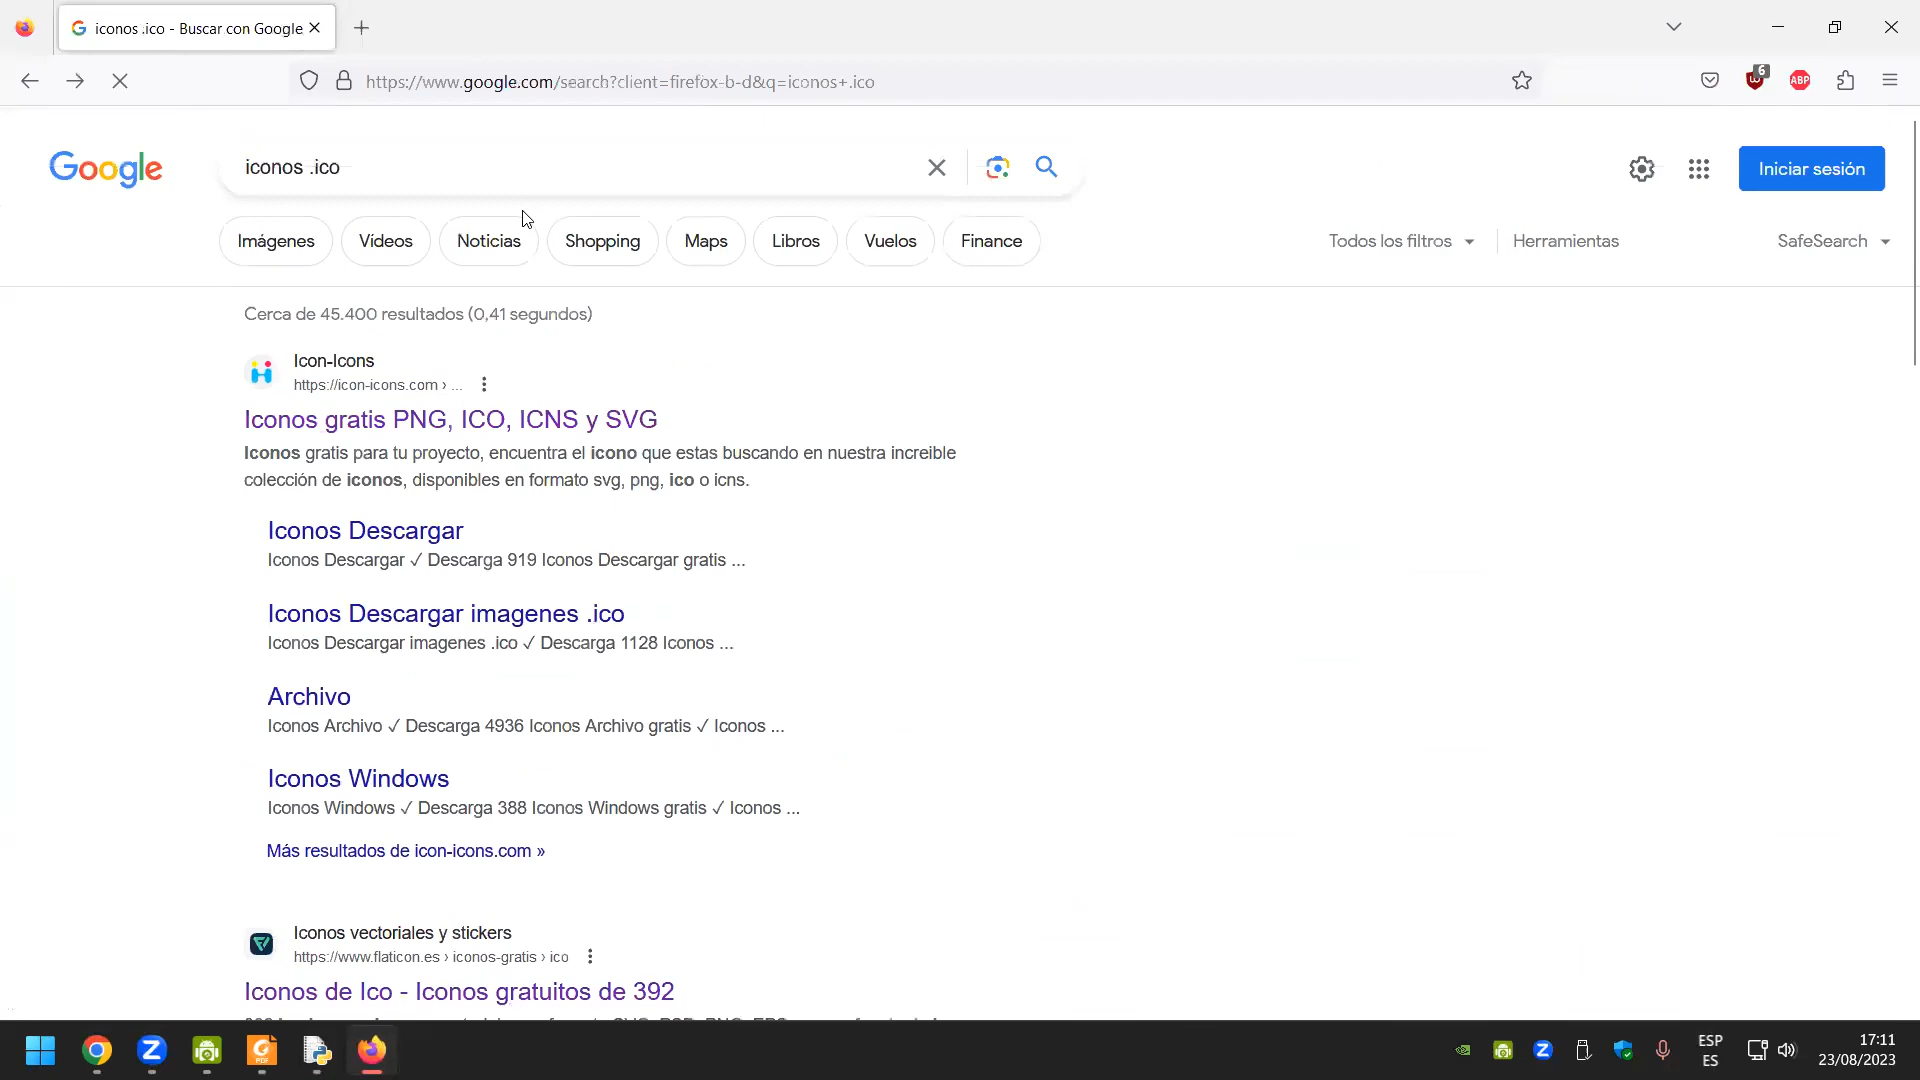 iconos .ico - Buscar con Google
https://www.google.com/search?client=firefox-b-d&q=iconos+.ico
6
ABP
Google
iconos .ico
Iniciar sesión
Imágenes
Vídeos
Noticias
Shopping
Maps
Libros
Vuelos
Finance
Todos los filtros
Herramientas
SafeSearch
Cerca de 45.400 resultados (0,41 segundos)
Icon-Icons
https://icon-icons.com › ...
Iconos gratis PNG, ICO, ICNS y SVG
Iconos gratis para tu proyecto, encuentra el icono que estas buscando en nuestra increible
colección de iconos, disponibles en formato svg, png, ico o icns.
Iconos Descargar
Iconos Descargar ✓ Descarga 919 Iconos Descargar gratis ...
Iconos Descargar imagenes .ico
Iconos Descargar imagenes .ico ✓ Descarga 1128 Iconos ...
Archivo
Iconos Archivo ✓ Descarga 4936 Iconos Archivo gratis ✓ Iconos ...
Iconos Windows
Iconos Windows ✓ Descarga 388 Iconos Windows gratis ✓ Iconos ...
Más resultados de icon-icons.com »
Iconos vectoriales y stickers
https://www.flaticon.es › iconos-gratis › ico
Iconos de Ico - Iconos gratuitos de 392
ESP
ES
17:11
23/08/2023